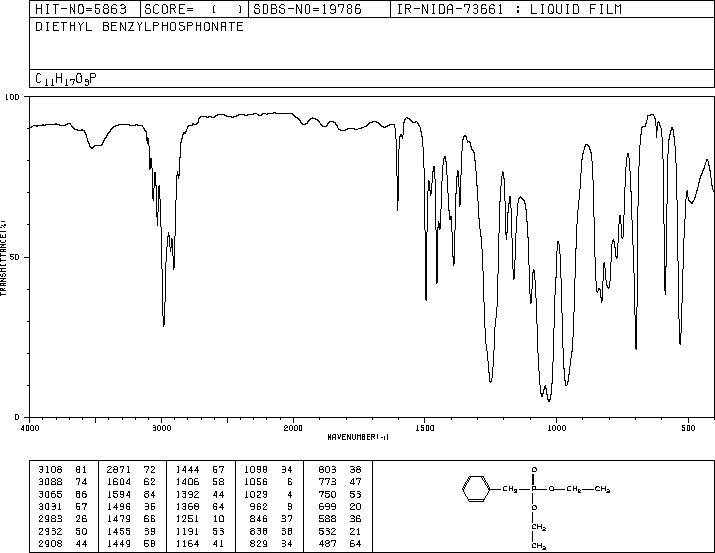 HIT-NO=5863 SCORE= ( ) SDBS-NO=19786 IR-NIDA-73661 : LIQUID FILM
DIETHYL BENZYLPHOSPHONATE
C11H17O3P
100
TRANSMITTANCE(%)
50
0
4000 3000 2000 1500 1000 500
WAVENUMBER(-1)
3108 81 2871 72 1444 57 1098 34 803 38
3088 74 1604 62 1406 58 1056 6 773 47
3065 66 1594 84 1392 44 1029 4 750 53
3031 57 1496 35 1368 64 962 9 699 20
2983 26 1479 66 1251 10 846 37 588 36
2932 50 1455 39 1191 53 838 38 532 21
2908 44 1449 58 1164 41 829 34 487 64
O
CH2 P O CH2 CH3
O
CH2
CH3